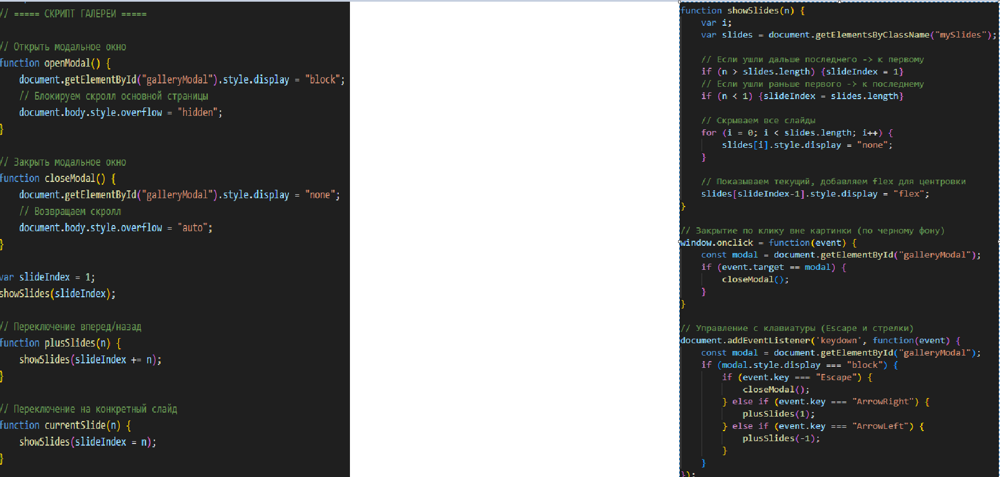 // ===== СКРИПТ ГАЛЕРЕИ =====
// Открыть модальное окно
function openModal() {
    document.getElementById("galleryModal").style.display = "block";
    // Блокируем скролл основной страницы
    document.body.style.overflow = "hidden";
}
// Закрыть модальное окно
function closeModal() {
    document.getElementById("galleryModal").style.display = "none";
    // Возвращаем скролл
    document.body.style.overflow = "auto";
}
var slideIndex = 1;
showSlides(slideIndex);
// Переключение вперед/назад
function plusSlides(n) {
    showSlides(slideIndex += n);
}
// Переключение на конкретный слайд
function currentSlide(n) {
    showSlides(slideIndex = n);
}
function showSlides(n) {
    var i;
    var slides = document.getElementsByClassName("mySlides");
    // Если ушли дальше последнего -> к первому
    if (n > slides.length) {slideIndex = 1}
    // Если ушли раньше первого -> к последнему
    if (n < 1) {slideIndex = slides.length}
    // Скрываем все слайды
    for (i = 0; i < slides.length; i++) {
        slides[i].style.display = "none";
    }
    // Показываем текущий, добавляем flex для центровки
    slides[slideIndex-1].style.display = "flex";
}
// Закрытие по клику вне картинки (по черному фону)
window.onclick = function(event) {
    const modal = document.getElementById("galleryModal");
    if (event.target == modal) {
        closeModal();
    }
}
// Управление с клавиатуры (Escape и стрелки)
document.addEventListener('keydown', function(event) {
    const modal = document.getElementById("galleryModal");
    if (modal.style.display === "block") {
        if (event.key === "Escape") {
            closeModal();
        } else if (event.key === "ArrowRight") {
            plusSlides(1);
        } else if (event.key === "ArrowLeft") {
            plusSlides(-1);
        }
    }
});